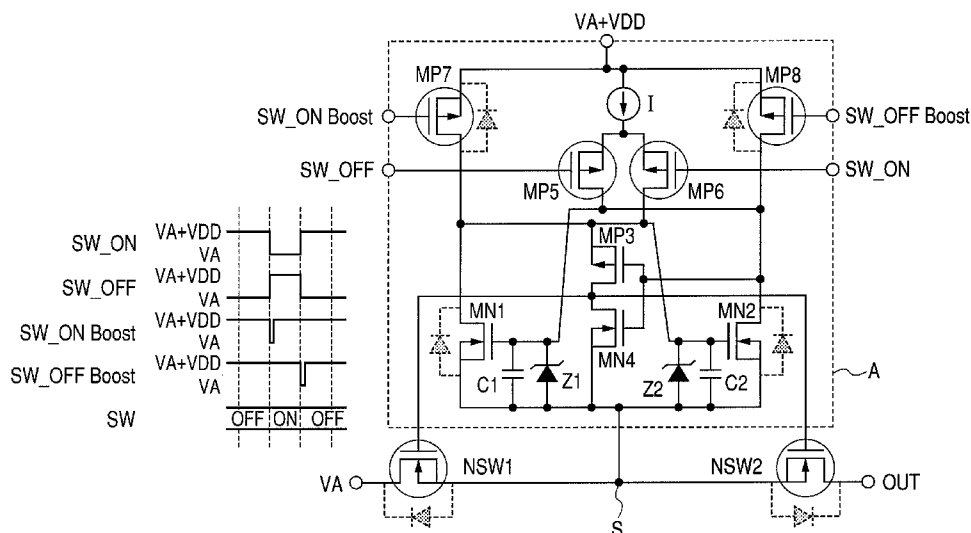 VA+VDD
MP7
MP8
I
SW_ON Boost
SW_OFF Boost
SW_OFF
SW_ON
MP5
MP6
MP3
SW_ON
VA+VDD
VA
SW_OFF
VA+VDD
VA
SW_ON Boost
VA+VDD
VA
SW_OFF Boost
VA+VDD
VA
SW
OFF
ON
OFF
MN1
MN2
MN4
C1
Z1
Z2
C2
A
VA
NSW1
NSW2
OUT
S